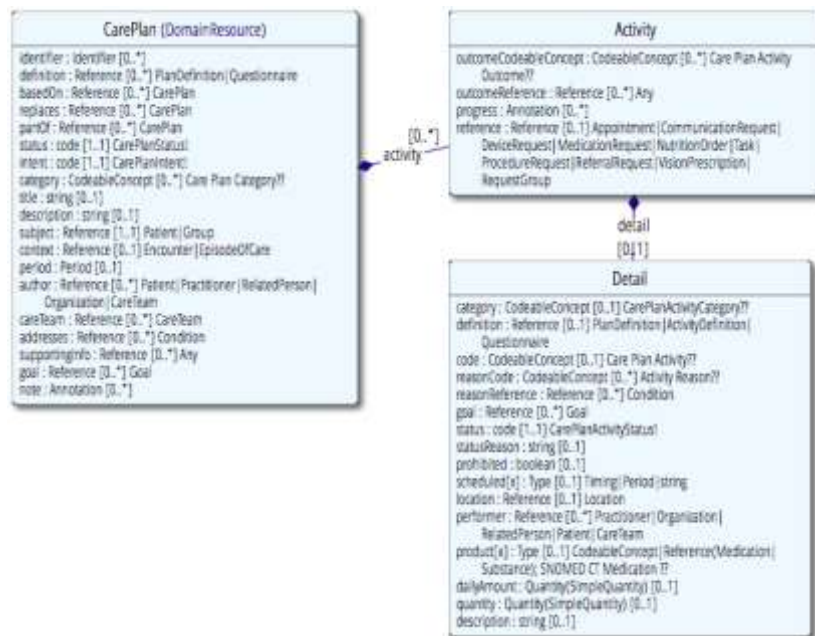 CarePlan (DomainResource)
identifier : Identifier [0..*]
definition : Reference [0..*] PlanDefinition|Questionnaire
basedOn : Reference [0..*] CarePlan
replaces : Reference [0..*] CarePlan
partOf : Reference [0..*] CarePlan
status : code [1..1] CarePlanStatus!
intent : code [1..1] CarePlanIntent!
category : CodeableConcept [0..*] Care Plan Category??
title : string [0..1]
description : string [0..1]
subject : Reference [1..1] Patient|Group
context : Reference [0..1] Encounter|EpisodeOfCare
period : Period [0..1]
author : Reference [0..*] Patient|Practitioner|RelatedPerson|
Organization|CareTeam
careTeam : Reference [0..*] CareTeam
addresses : Reference [0..*] Condition
supportingInfo : Reference [0..*] Any
goal : Reference [0..*] Goal
note : Annotation [0..*]
[0..*]
activity
Activity
outcomeCodeableConcept : CodeableConcept [0..*] Care Plan Activity
Outcome??
outcomeReference : Reference [0..*] Any
progress : Annotation [0..*]
reference : Reference [0..1] Appointment|CommunicationRequest|
DeviceRequest|MedicationRequest|NutritionOrder|Task|
ProcedureRequest|ReferralRequest|VisionPrescription|
RequestGroup
detail
[0..1]
Detail
category : CodeableConcept [0..1] CarePlanActivityCategory??
definition : Reference [0..1] PlanDefinition|ActivityDefinition|
Questionnaire
code : CodeableConcept [0..1] Care Plan Activity??
reasonCode : CodeableConcept [0..*] Activity Reason??
reasonReference : Reference [0..*] Condition
goal : Reference [0..*] Goal
status : code [1..1] CarePlanActivityStatus!
statusReason : string [0..1]
prohibited : boolean [0..1]
scheduled[x] : Type [0..1] Timing|Period|string
location : Reference [0..1] Location
performer : Reference [0..*] Practitioner|Organization|
RelatedPerson|Patient|CareTeam
product[x] : Type [0..1] CodeableConcept|Reference(Medication|
Substance); SNOMED CT Medication ??
dailyAmount : Quantity(SimpleQuantity) [0..1]
quantity : Quantity(SimpleQuantity) [0..1]
description : string [0..1]